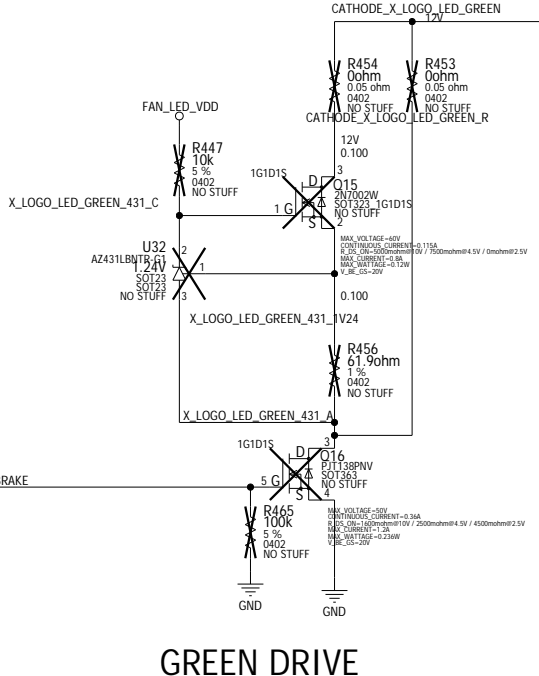 CATHODE_X_LOGO_LED_GREEN
12V
R454
0ohm
0.05 ohm
0402
NO STUFF
R453
0ohm
0.05 ohm
0402
NO STUFF
CATHODE_X_LOGO_LED_GREEN_R
FAN_LED_VDD
12V
0.100
R447
10k
5 %
0402
NO STUFF
1G1D1S
D
3
Q15
2N7002W
SOT323_1G1D1S
NO STUFF
1 G
S
2
X_LOGO_LED_GREEN_431_C
MAX_VOLTAGE=60V
CONTINUOUS_CURRENT=0.115A
R_DS_ON=5000mohm@10V / 7500mohm@4.5V / 0mohm@2.5V
MAX_CURRENT=0.8A
MAX_WATTAGE=0.12W
V_BE_GS=20V
U32
AZ431LBNTR-G1
1.24V
SOT23
SOT23
NO STUFF
2
1
3
0.100
X_LOGO_LED_GREEN_431_1V24
R456
61.9ohm
1 %
0402
NO STUFF
X_LOGO_LED_GREEN_431_A
1G1D1S
D
3
Q16
PJT138PNV
SOT363
NO STUFF
5 G
S
4
BRAKE
MAX_VOLTAGE=50V
CONTINUOUS_CURRENT=0.36A
R_DS_ON=1600mohm@10V / 2500mohm@4.5V / 4500mohm@2.5V
MAX_CURRENT=1.2A
MAX_WATTAGE=0.236W
V_BE_GS=20V
R465
100k
5 %
0402
NO STUFF
GND
GND
GREEN DRIVE